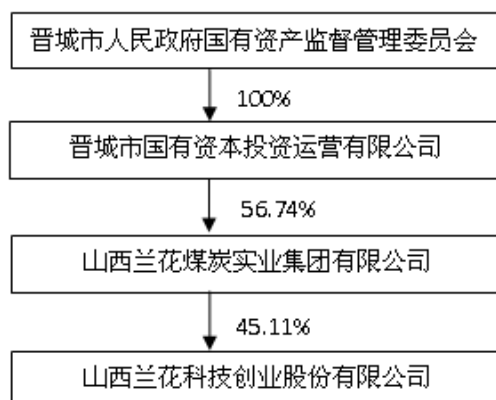 晋城市人民政府国有资产监督管理委员会
100%
晋城市国有资本投资运营有限公司
56.74%
山西兰花煤炭实业集团有限公司
45.11%
山西兰花科技创业股份有限公司